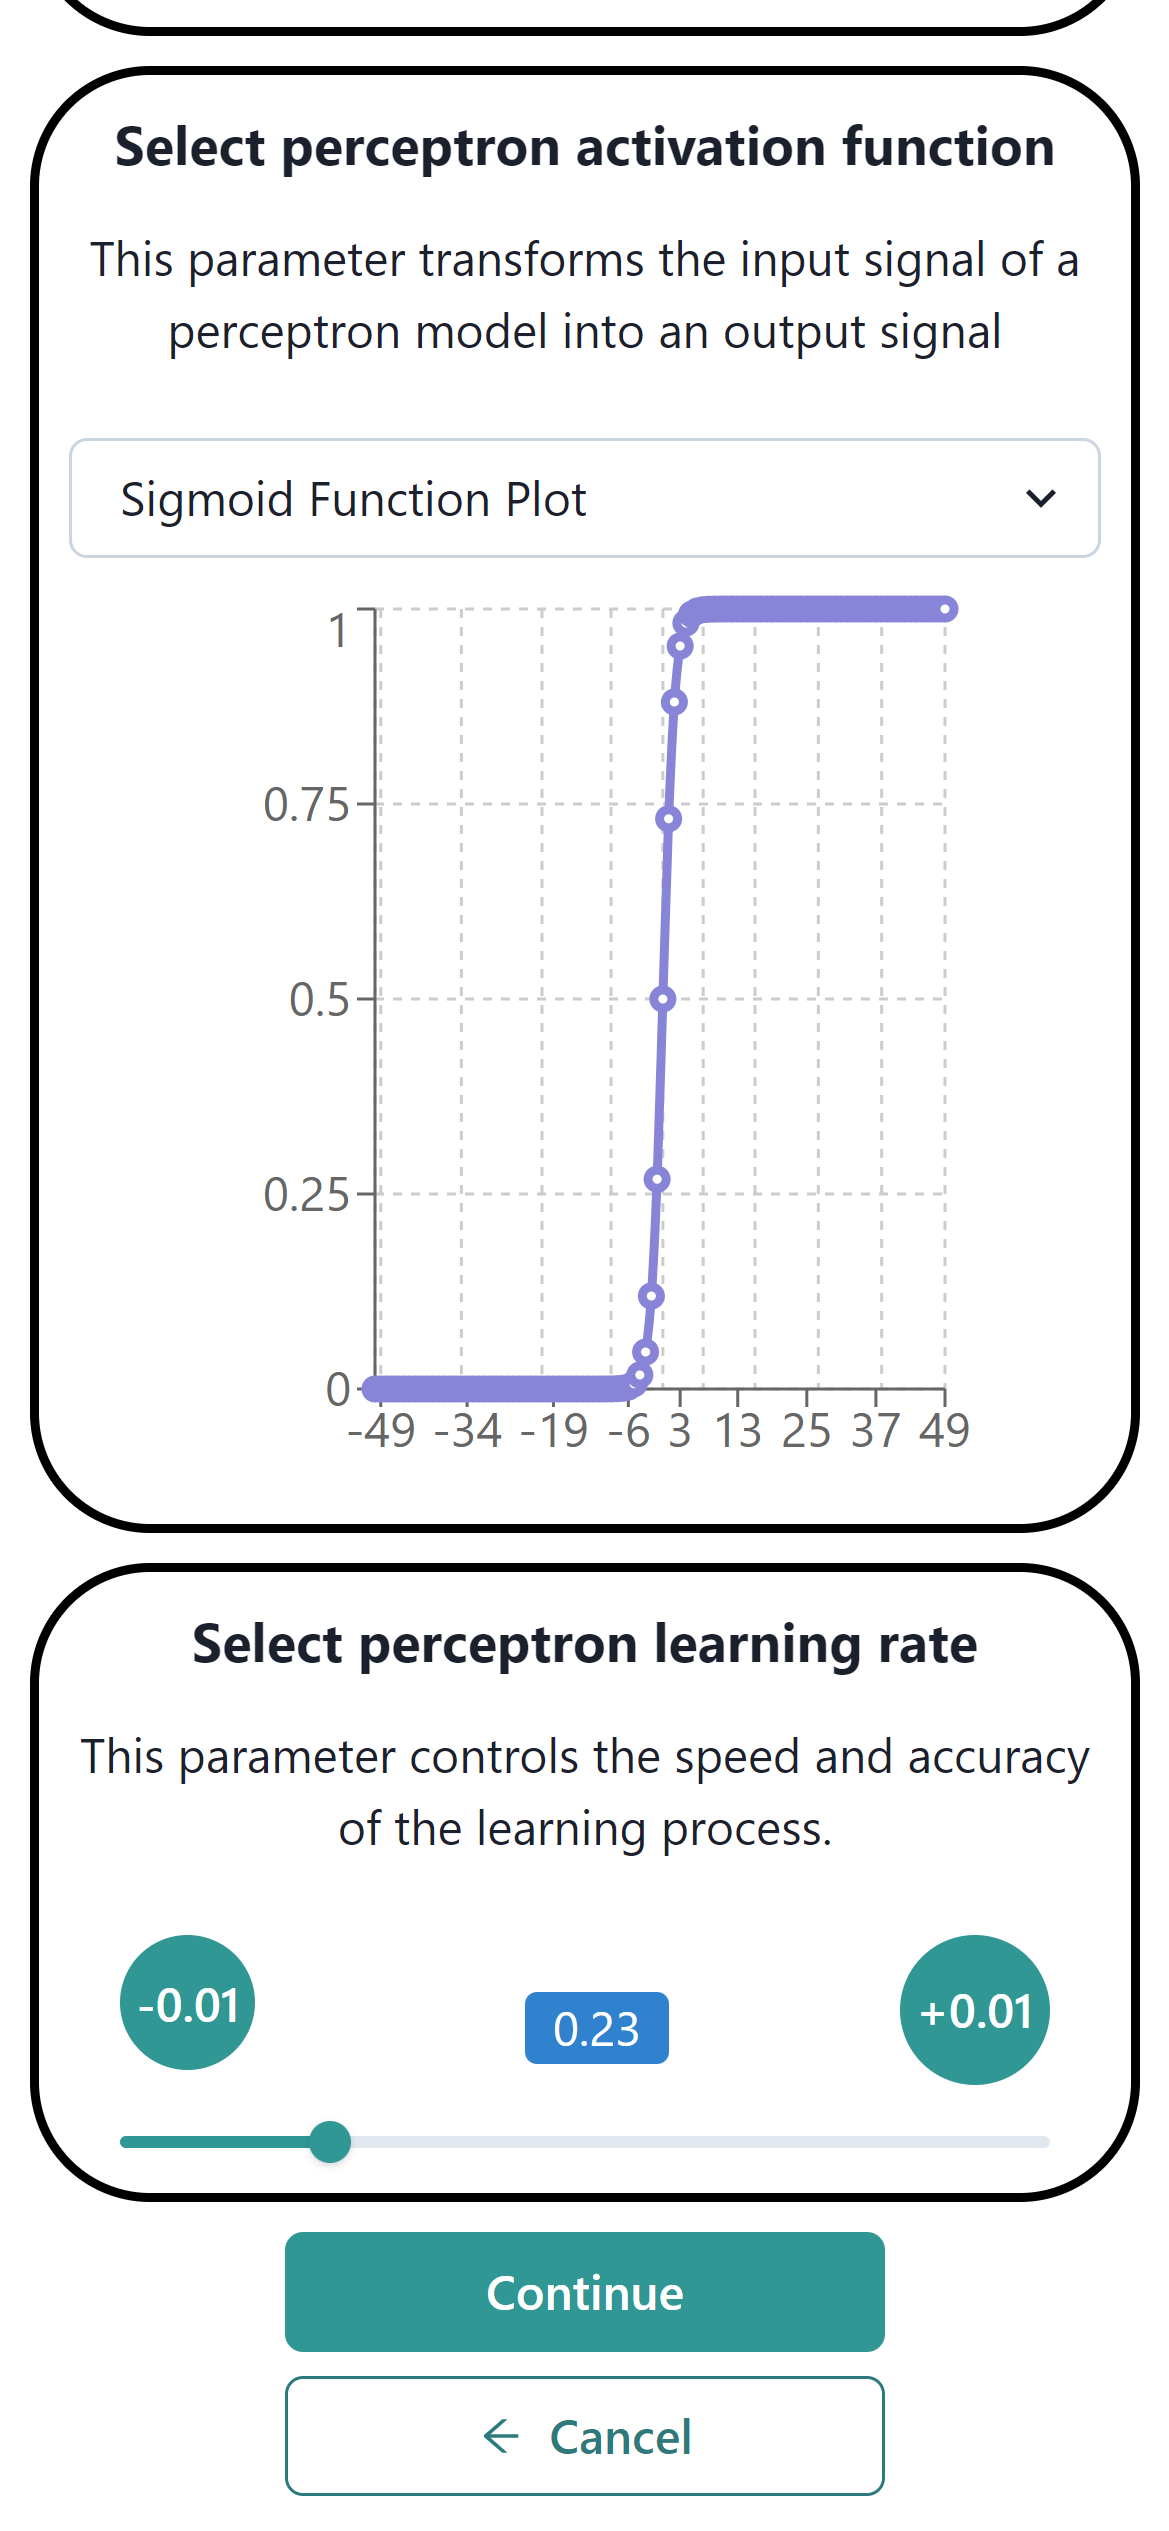 Select perceptron activation function
This parameter transforms the input signal of a
perceptron model into an output signal
Sigmoid Function Plot
1
0.75
0.5
0.25
0
-49 -34 -19 -6 3 13 25 37 49
Select perceptron learning rate
This parameter controls the speed and accuracy
of the learning process.
-0.01 0.23 +0.01
Continue
Cancel